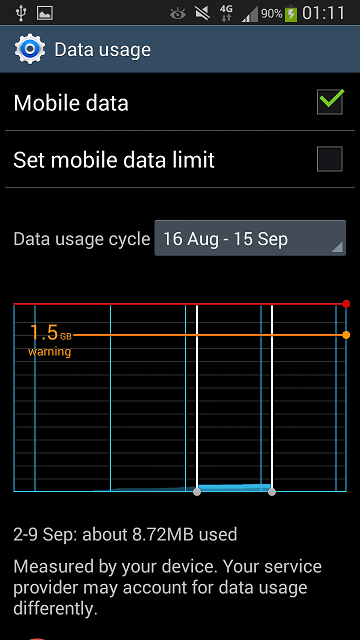 4G 90% 01:11
Data usage
Mobile data
Set mobile data limit
Data usage cycle 16 Aug - 15 Sep
1.5 GB
warning
2-9 Sep: about 8.72MB used
Measured by your device. Your service
provider may account for data usage
differently.